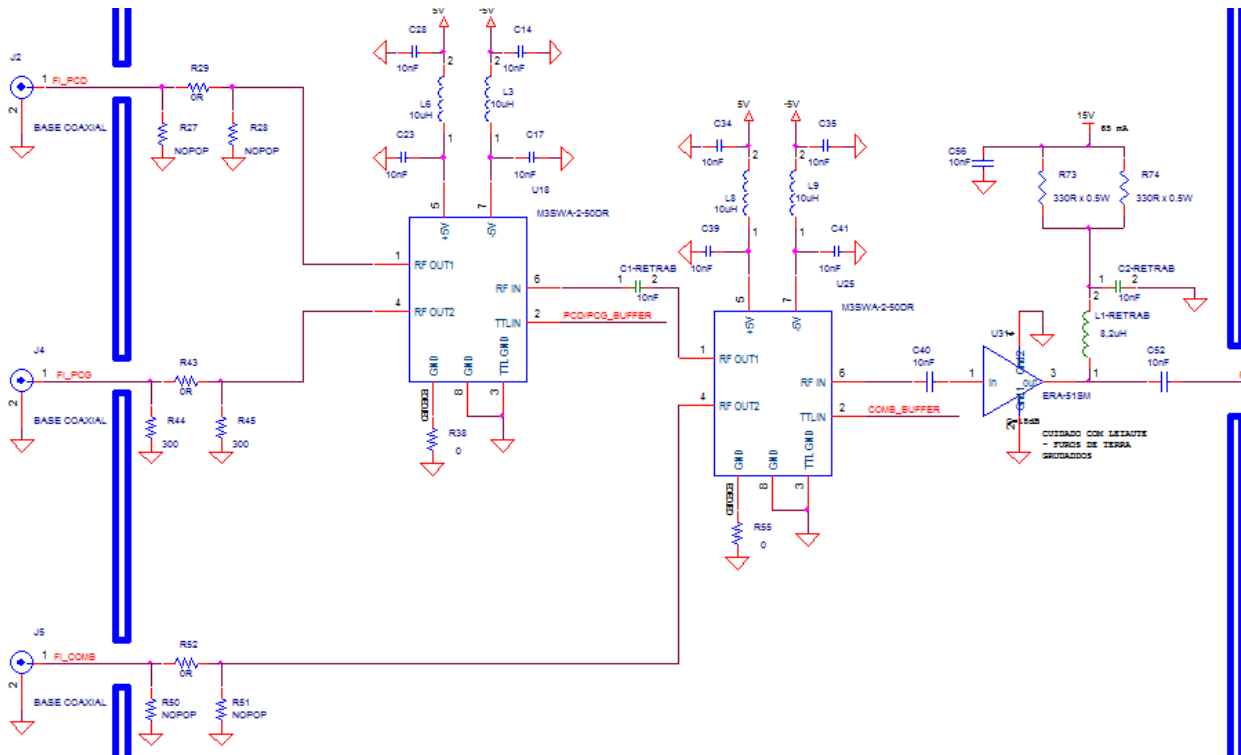 5V
-5V
C28
10nF
C14
10nF
2
2
L6
10uH
L3
10uH
1
1
C23
10nF
C17
10nF
J2
1
FI_PCD
2
BASE COAXIAL
R29
0R
R27
NOPOP
R28
NOPOP
U18
M3SWA-2-50DR
5
7
+5V
-5V
1
RF OUT1
4
RF OUT2
RF IN
6
TTLIN
2
PCD/PCG_BUFFER
GND
GND
TTL GND
carcaca
8
3
R38
0
C1-RETRAB
1
2
10nF
J4
1
FI_PCG
2
BASE COAXIAL
R43
0R
R44
300
R45
300
5V
-5V
C34
10nF
C35
10nF
2
2
L8
10uH
L9
10uH
1
1
C39
10nF
C41
10nF
U25
M3SWA-2-50DR
5
7
+5V
-5V
1
RF OUT1
4
RF OUT2
RF IN
6
TTLIN
2
COMB_BUFFER
GND
GND
TTL GND
carcaca
8
3
R55
0
C40
10nF
15V
65 mA
C56
10nF
R73
330R x 0.5W
R74
330R x 0.5W
1
C2-RETRAB
2
10nF
2
L1-RETRAB
8,2uH
1
U31
1
In
out
3
Gnd2
Gnd1
2
ERA-51SM
C52
10nF
CUIDADO COM LEIAUTE
- FUROS DE TERRA
GRUDADDOS
J5
1
FI_COMB
2
BASE COAXIAL
R52
0R
R50
NOPOP
R51
NOPOP